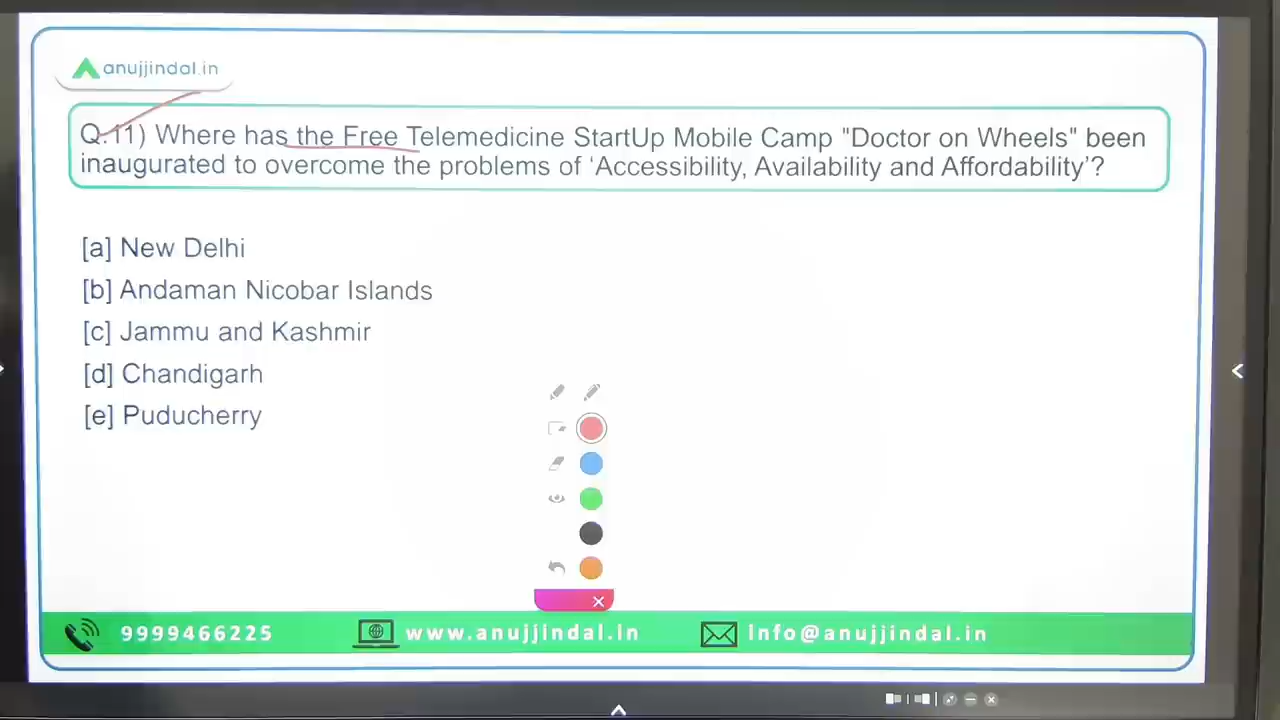 anujjindal.in
Q.11) Where has the Free Telemedicine StartUp Mobile Camp "Doctor on Wheels" been
inaugurated to overcome the problems of ‘Accessibility, Availability and Affordability’?
[a] New Delhi
[b] Andaman Nicobar Islands
[c] Jammu and Kashmir
[d] Chandigarh
[e] Puducherry
9999466225
www.anujjindal.in
Info@anujjindal.in